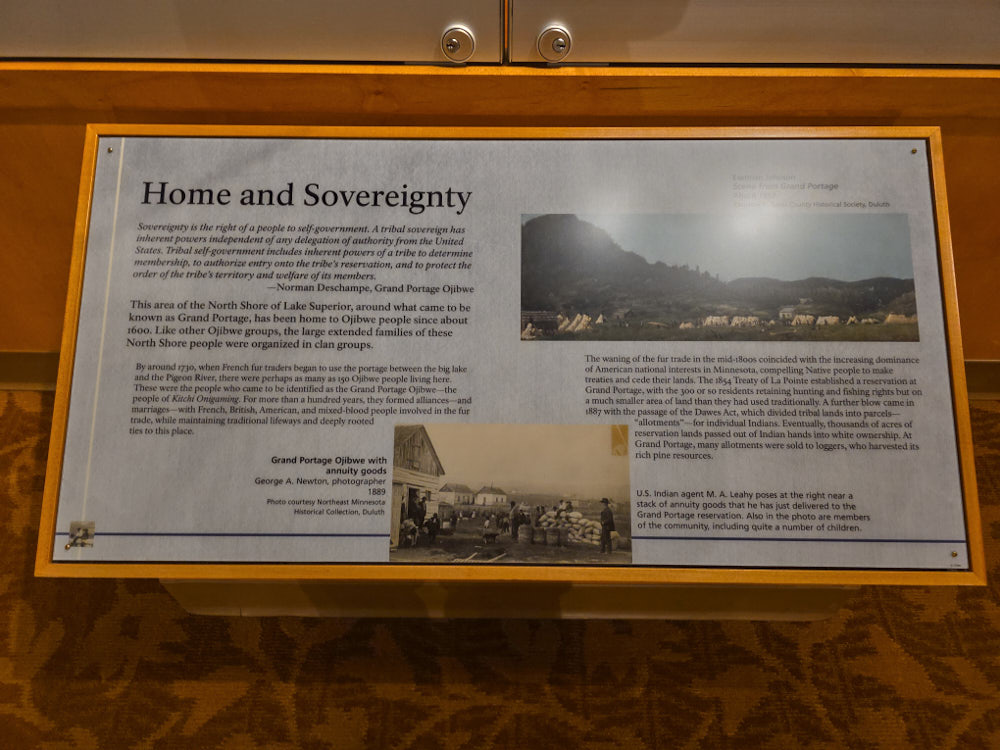 Home and Sovereignty
Sovereignty is the right of a people to self-government. A tribal sovereign has
inherent powers independent of any delegation of authority from the United
States. Tribal self-government includes inherent powers of a tribe to determine
membership, to authorize entry onto the tribe's reservation, and to protect the
order of the tribe's territory and welfare of its members.
—Norman Deschampe, Grand Portage Ojibwe
This area of the North Shore of Lake Superior, around what came to be
known as Grand Portage, has been home to Ojibwe people since about
1600. Like other Ojibwe groups, the large extended families of these
North Shore people were organized in clan groups.
By around 1730, when French fur traders began to use the portage between the big lake
and the Pigeon River, there were perhaps as many as 150 Ojibwe people living here.
These were the people who came to be identified as the Grand Portage Ojibwe—the
people of Kitchi Onigaming. For more than a hundred years, they formed alliances—and
marriages—with French, British, American, and mixed-blood people involved in the fur
trade, while maintaining traditional lifeways and deeply rooted
ties to this place.
Grand Portage Ojibwe with
annuity goods
George A. Newton, photographer
1889
Photo courtesy Northeast Minnesota
Historical Collection, Duluth
Eastman Johnson
Scene from Grand Portage
County Historical Society, Duluth
The waning of the fur trade in the mid-1800s coincided with the increasing dominance
of American national interests in Minnesota, compelling Native people to make
treaties and cede their lands. The 1854 Treaty of La Pointe established a reservation at
Grand Portage, with the 300 or so residents retaining hunting and fishing rights but on
a much smaller area of land than they had used traditionally. A further blow came in
1887 with the passage of the Dawes Act, which divided tribal lands into parcels—
"allotments"—for individual Indians. Eventually, thousands of acres of
reservation lands passed out of Indian hands into white ownership. At
Grand Portage, many allotments were sold to loggers, who harvested its
rich pine resources.
U.S. Indian agent M. A. Leahy poses at the right near a
stack of annuity goods that he has just delivered to the
Grand Portage reservation. Also in the photo are members
of the community, including quite a number of children.